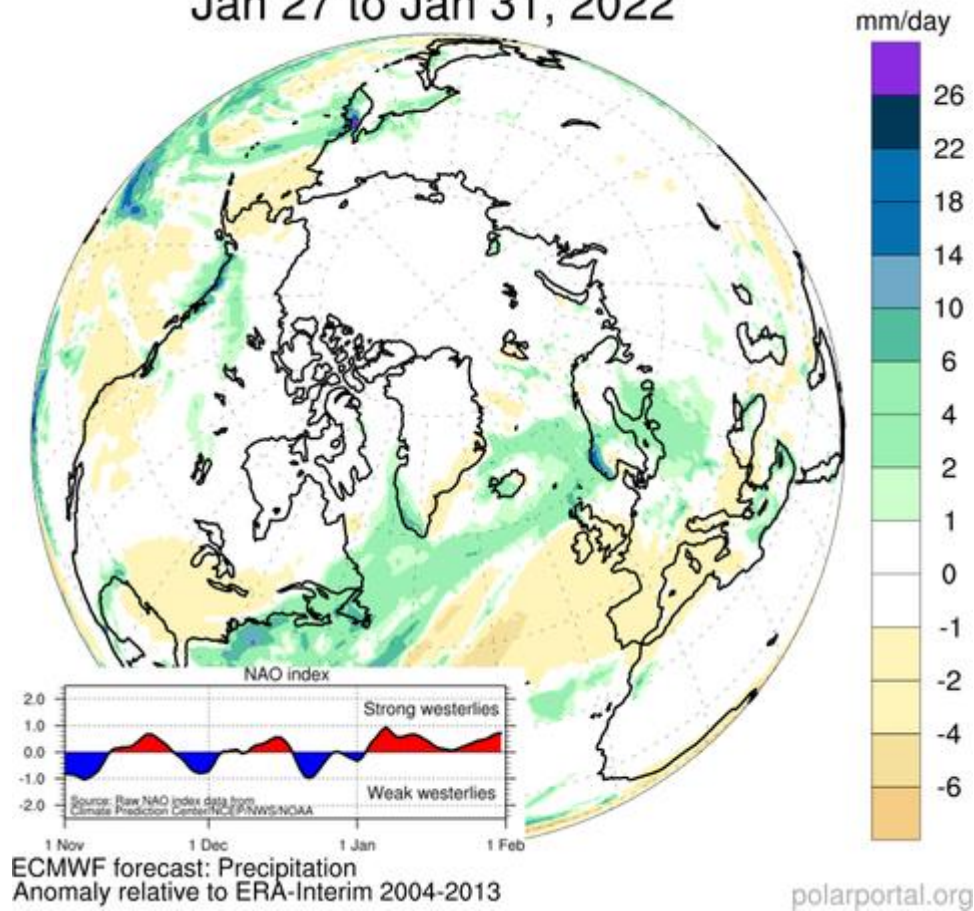 Jan 27 to Jan 31, 2022
mm/day
26
22
18
14
10
6
4
2
1
0
-1
-2
-4
-6
NAO index
2.0
1.0
0.0
-1.0
-2.0
Strong westerlies
Weak westerlies
Source: Raw NAO index data from
Climate Prediction Center/NCEP/NWS/NOAA
1 Nov 1 Dec 1 Jan 1 Feb
ECMWF forecast: Precipitation
Anomaly relative to ERA-Interim 2004-2013
polarportal.org